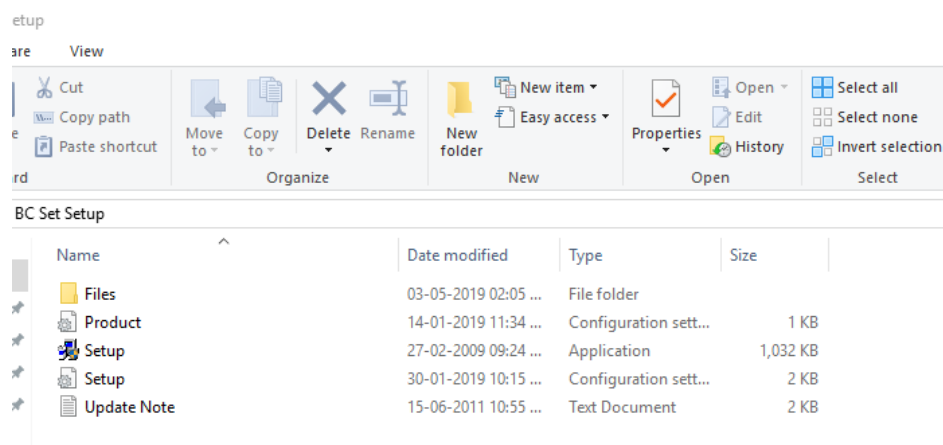 etup
are View
Cut
Copy path
Paste shortcut
Move to
Copy to
Delete
Rename
New folder
New item
Easy access
Properties
Open
Edit
History
Select all
Select none
Invert selection
Organize New Open Select
BC Set Setup
Name Date modified Type Size
Files 03-05-2019 02:05 ... File folder
Product 14-01-2019 11:34 ... Configuration sett... 1 KB
Setup 27-02-2009 09:24 ... Application 1,032 KB
Setup 30-01-2019 10:15 ... Configuration sett... 2 KB
Update Note 15-06-2011 10:55 ... Text Document 2 KB